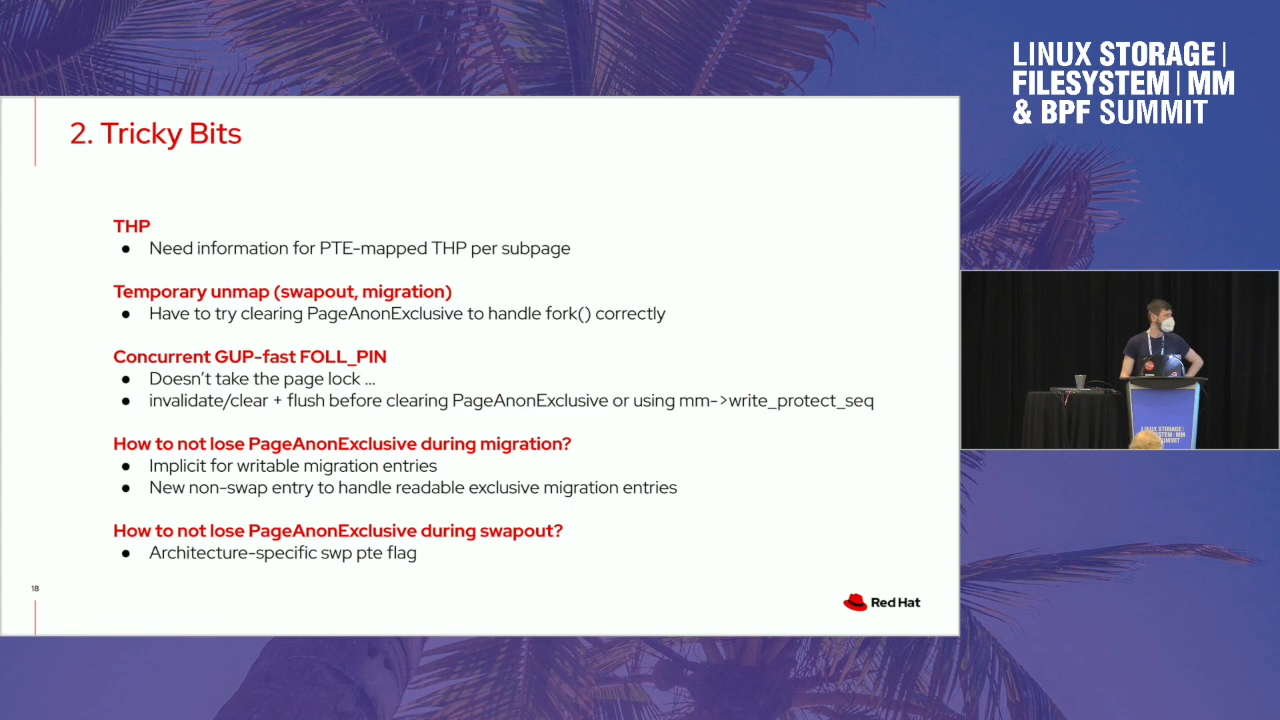 LINUX STORAGE |
FILESYSTEM | MM
& BPF SUMMIT
2. Tricky Bits
THP
● Need information for PTE-mapped THP per subpage
Temporary unmap (swapout, migration)
● Have to try clearing PageAnonExclusive to handle fork() correctly
Concurrent GUP-fast FOLL_PIN
● Doesn’t take the page lock ...
● invalidate/clear + flush before clearing PageAnonExclusive or using mm->write_protect_seq
How to not lose PageAnonExclusive during migration?
● Implicit for writable migration entries
● New non-swap entry to handle readable exclusive migration entries
How to not lose PageAnonExclusive during swapout?
● Architecture-specific swp pte flag
18
Red Hat